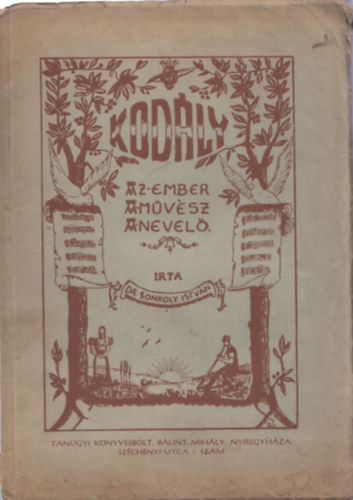 KODÁLY
AZ·EMBER
A·MŰVÉSZ
A·NEVELŐ.
IRTA
DR SONKOLY ISTVÁN
TANÜGYI KÖNYVESBOLT, BÁLINT MIHÁLY, NYIREGYHÁZA,
SZÉCHENYI-UTCA 1. SZÁM